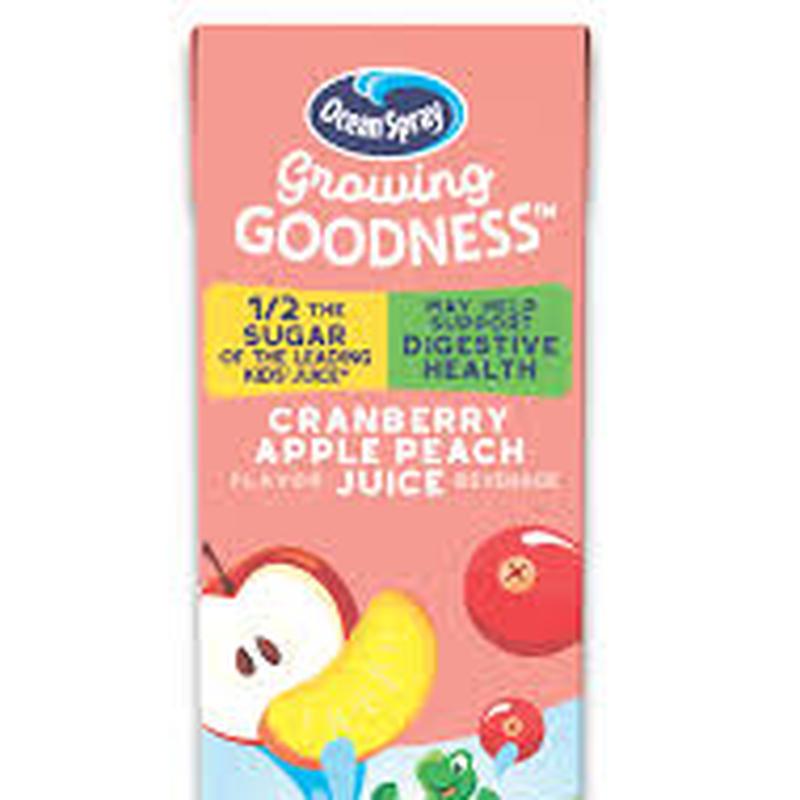 Ocean Spray
Growing
GOODNESS™
1/2 THE
SUGAR
OF THE LEADING
KIDS' JUICE*
MAY HELP
SUPPORT
DIGESTIVE
HEALTH
CRANBERRY
APPLE PEACH
FLAVOR JUICE BEVERAGE